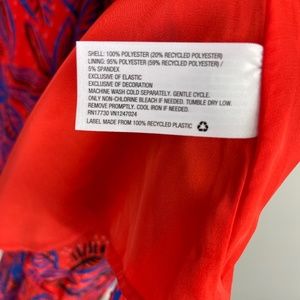 SHELL: 100% POLYESTER (20% RECYCLED POLYESTER)
LINING: 95% POLYESTER (59% RECYCLED POLYESTER) /
5% SPANDEX
EXCLUSIVE OF ELASTIC
EXCLUSIVE OF DECORATION
MACHINE WASH COLD SEPARATELY. GENTLE CYCLE.
ONLY NON-CHLORINE BLEACH IF NEEDED. TUMBLE DRY LOW.
REMOVE PROMPTLY. COOL IRON IF NEEDED.
RN17730 VN1247024
LABEL MADE FROM 100% RECYCLED PLASTIC